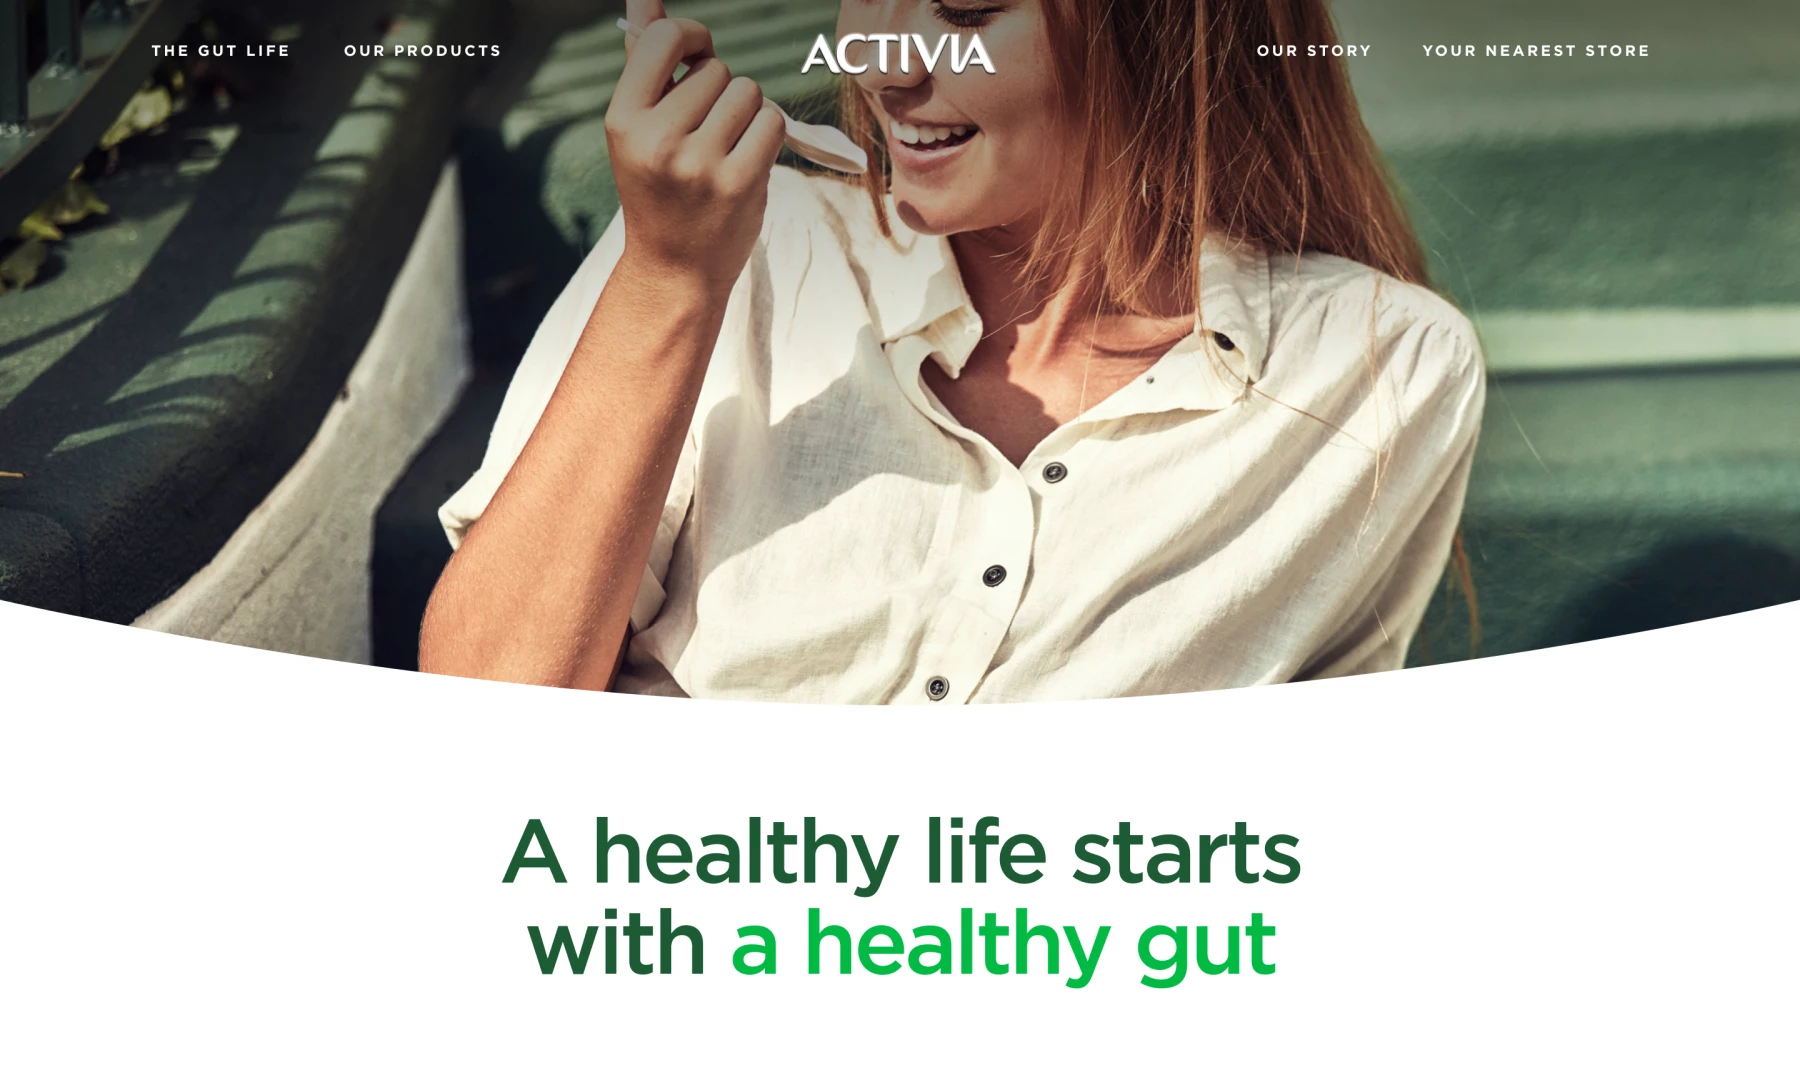 THE GUT LIFE
OUR PRODUCTS
ACTIVIA
OUR STORY
YOUR NEAREST STORE
A healthy life starts
with a healthy gut